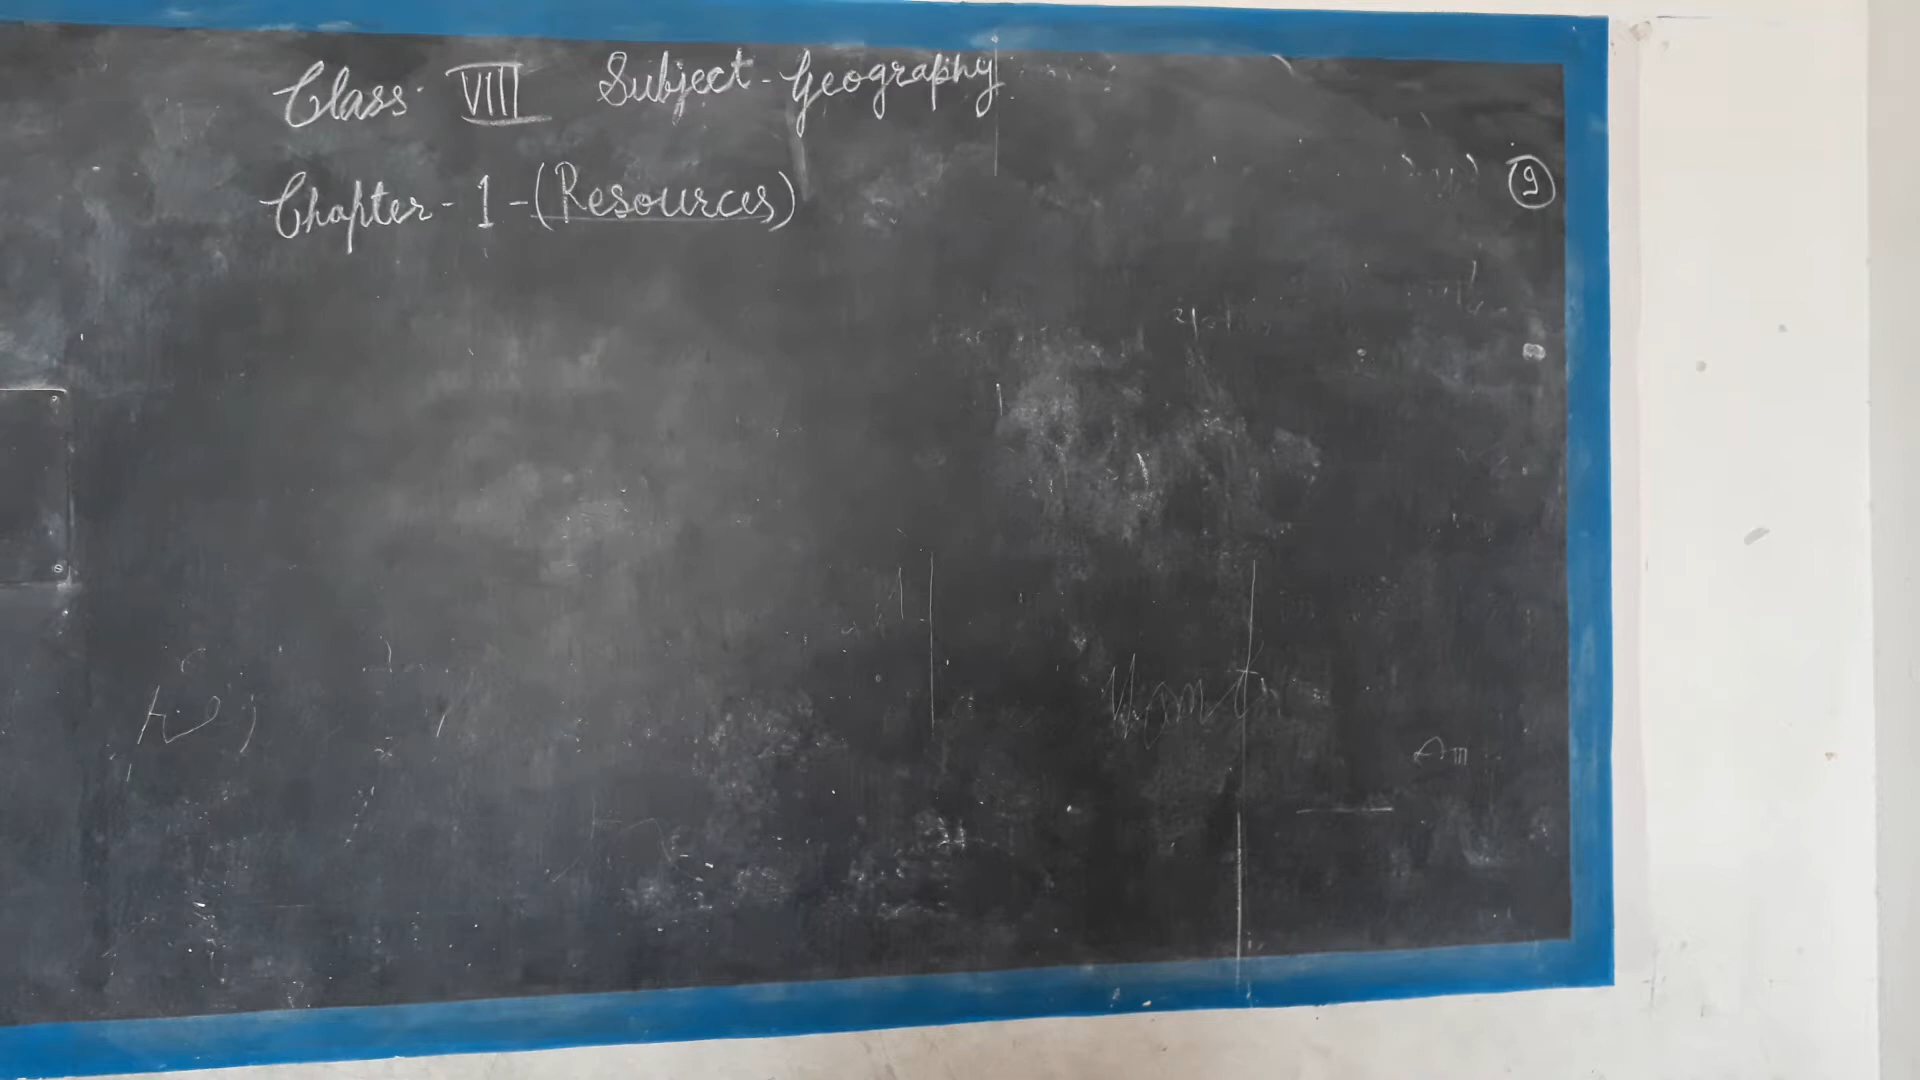 Class. VIII Subject - Geography
Chapter - 1 - (Resources)
9